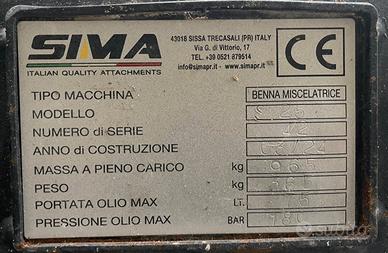 SIMA
ITALIAN QUALITY ATTACHMENTS
43018 SISSA TRECASALI (PR) ITALY
Via G. di Vittorio, 17
TEL. +39 0521 879514
info@simapr.it - www.simapr.it
CE
TIPO MACCHINA BENNA MISCELATRICE
MODELLO
NUMERO di SERIE
ANNO di COSTRUZIONE
MASSA A PIENO CARICO kg
PESO kg
PORTATA OLIO MAX LT.
PRESSIONE OLIO MAX BAR 180
subito